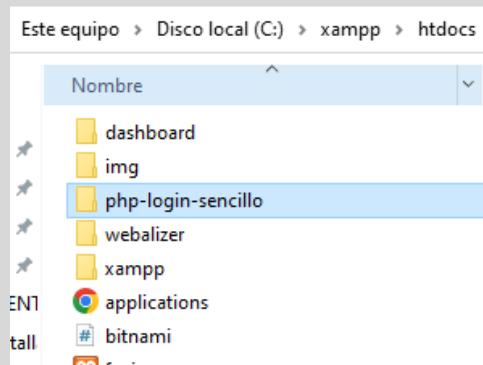 Este equipo > Disco local (C:) > xampp > htdocs
Nombre
dashboard
img
php-login-sencillo
webalizer
xampp
ENT
applications
# bitnami
tall